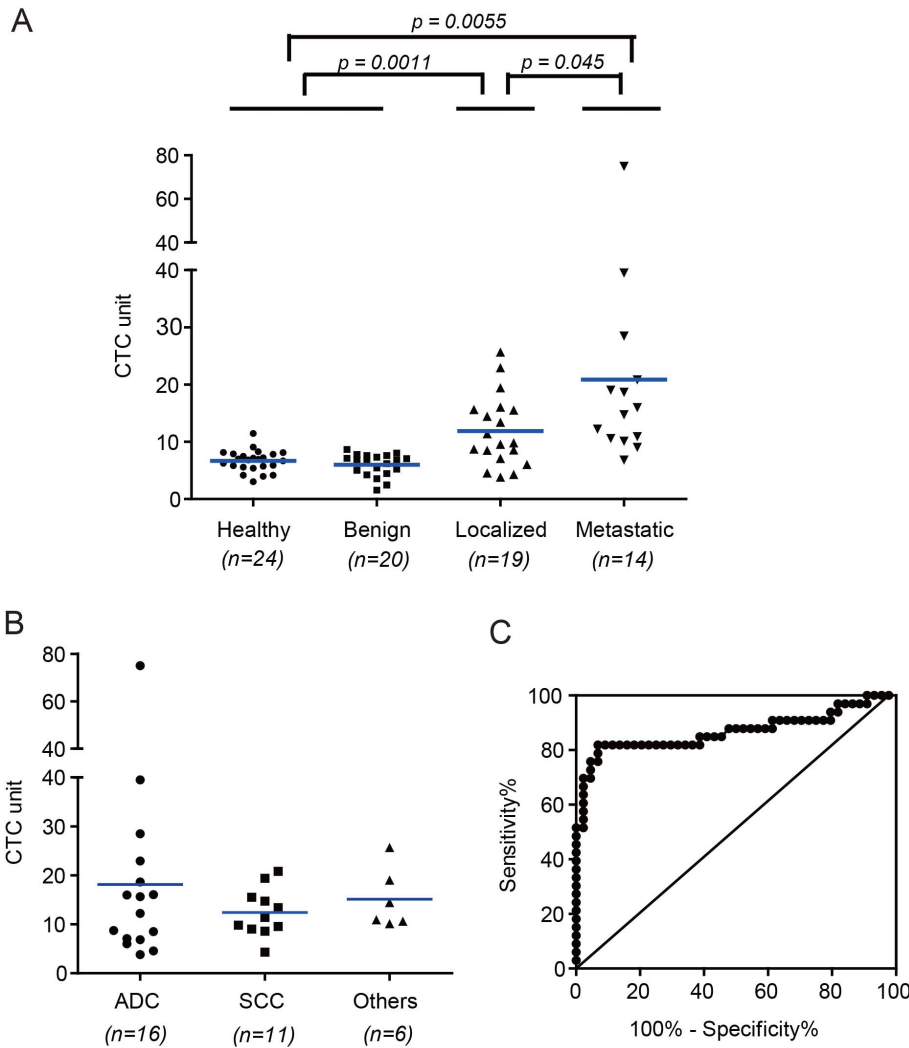 A
p = 0.0055
p = 0.0011 p = 0.045
80
60
40
40
30
20
10
0
CTC unit
Healthy Benign Localized Metastatic
(n=24) (n=20) (n=19) (n=14)
B
80
60
40
40
30
20
10
0
CTC unit
ADC SCC Others
(n=16) (n=11) (n=6)
C
100
80
60
40
20
0
Sensitivity%
0 20 40 60 80 100
100% - Specificity%